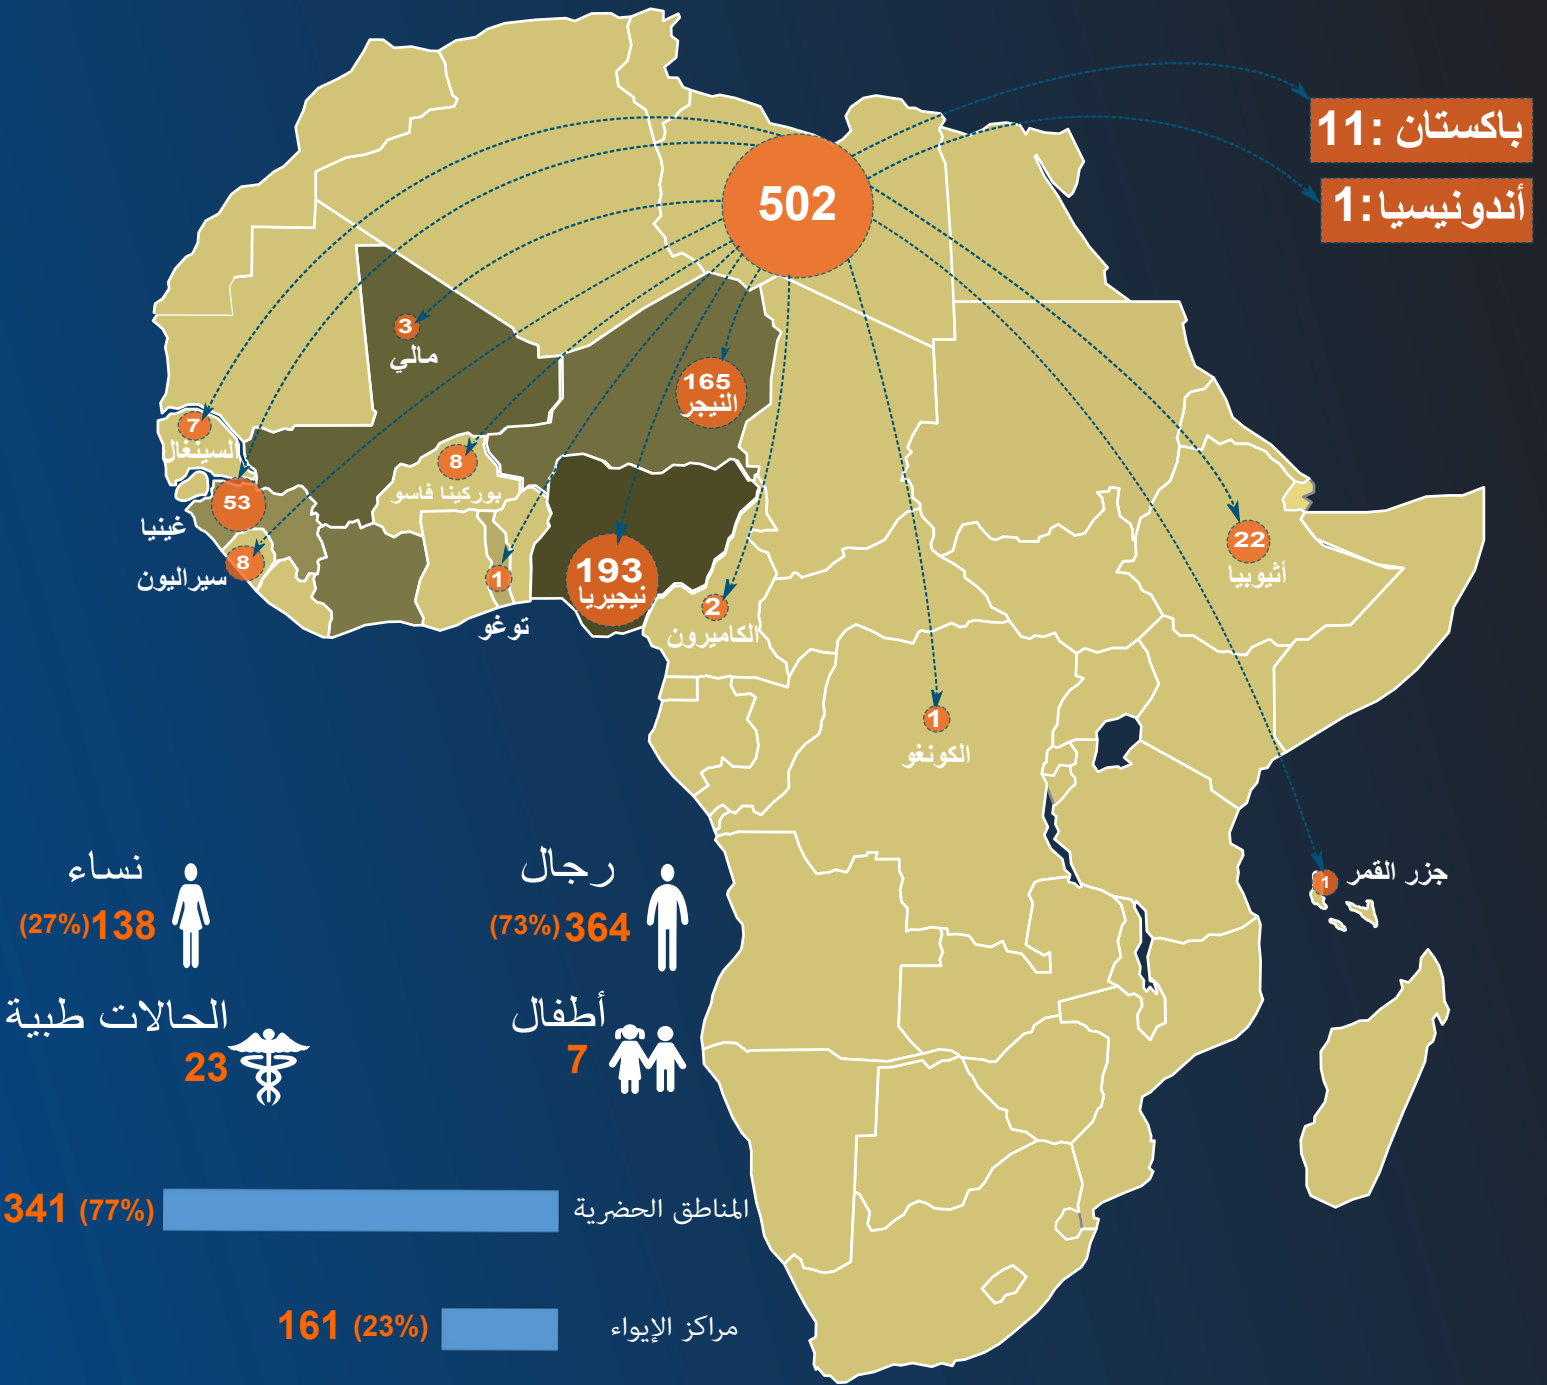 باكستان :11
أندونيسيا:1
502
3
مالي
165
النيجر
7
السينغال
8
بوركينا فاسو
53
غينيا
8
سيراليون
1
توغو
193
نيجيريا
2
الكاميرون
22
أثيوبيا
1
الكونغو
1
جزر القمر
رجال
364 (73%)
نساء
138 (27%)
أطفال
7
الحالات طبية
23
المناطق الحضرية
341 (77%)
مراكز الإيواء
161 (23%)